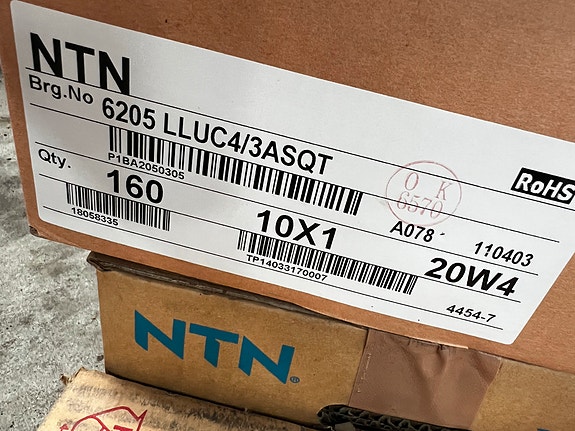 NTN
Brg.No 6205 LLUC4/3ASQT
P1BA2050305
RoHS
Qty. 160
18058335
10X1
TP14033170007
O K
6570
A078
110403
20W4
4454-7
NTN